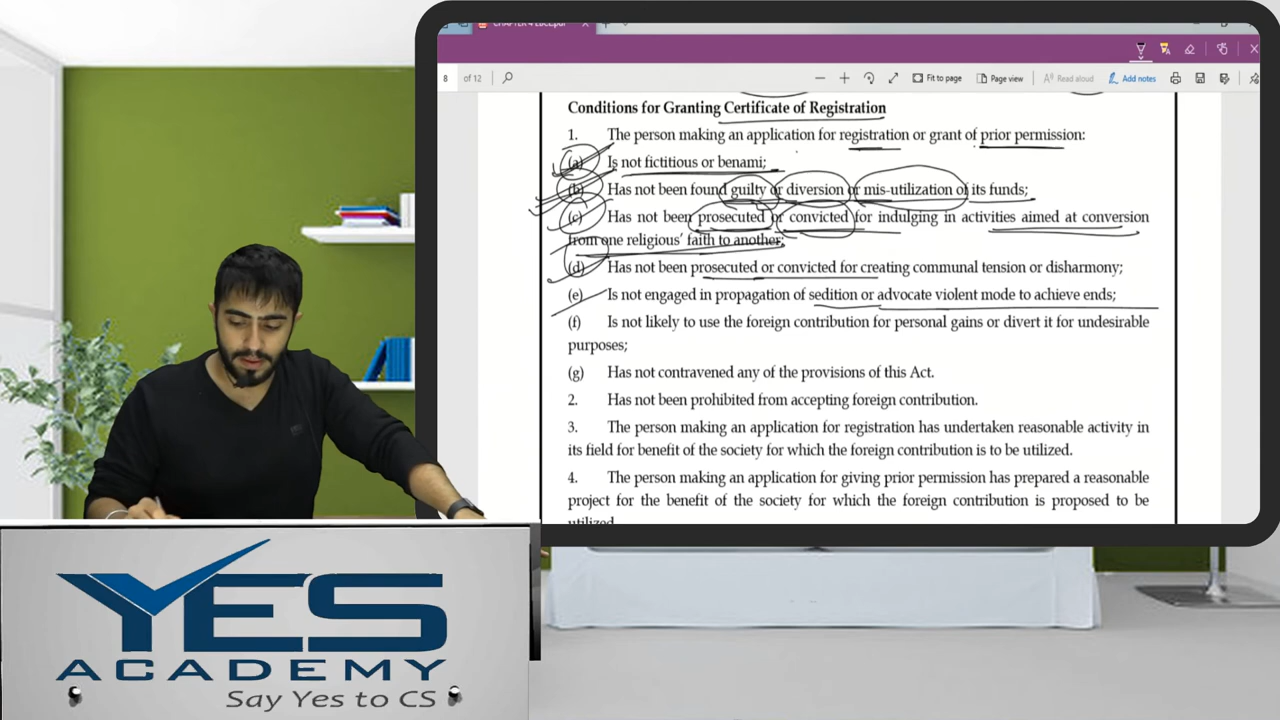 8 of 12
Fit to page
Page view
Read aloud
Add notes
Conditions for Granting Certificate of Registration
1. The person making an application for registration or grant of prior permission:
(a) Is not fictitious or benami;
(b) Has not been found guilty or diversion or mis-utilization of its funds;
(c) Has not been prosecuted or convicted for indulging in activities aimed at conversion
from one religious' faith to another;
(d) Has not been prosecuted or convicted for creating communal tension or disharmony;
(e) Is not engaged in propagation of sedition or advocate violent mode to achieve ends;
(f) Is not likely to use the foreign contribution for personal gains or divert it for undesirable
purposes;
(g) Has not contravened any of the provisions of this Act.
2. Has not been prohibited from accepting foreign contribution.
3. The person making an application for registration has undertaken reasonable activity in
its field for benefit of the society for which the foreign contribution is to be utilized.
4. The person making an application for giving prior permission has prepared a reasonable
project for the benefit of the society for which the foreign contribution is proposed to be
utilized
YES
ACADEMY
Say Yes to CS